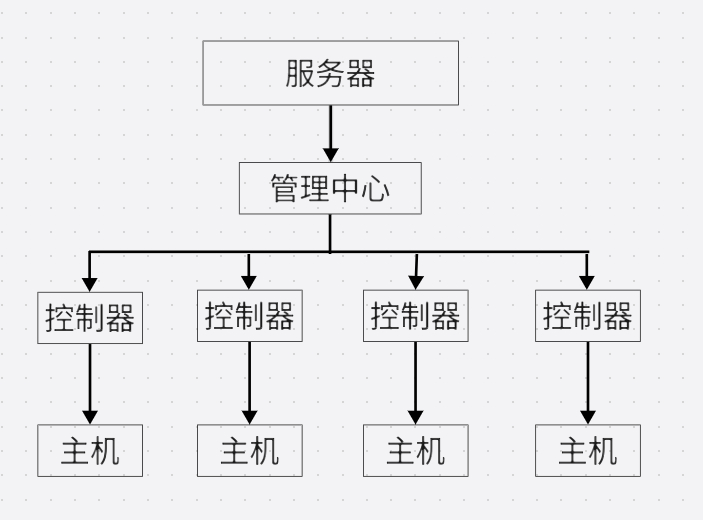 服务器
管理中心
控制器 控制器 控制器 控制器
主机 主机 主机 主机